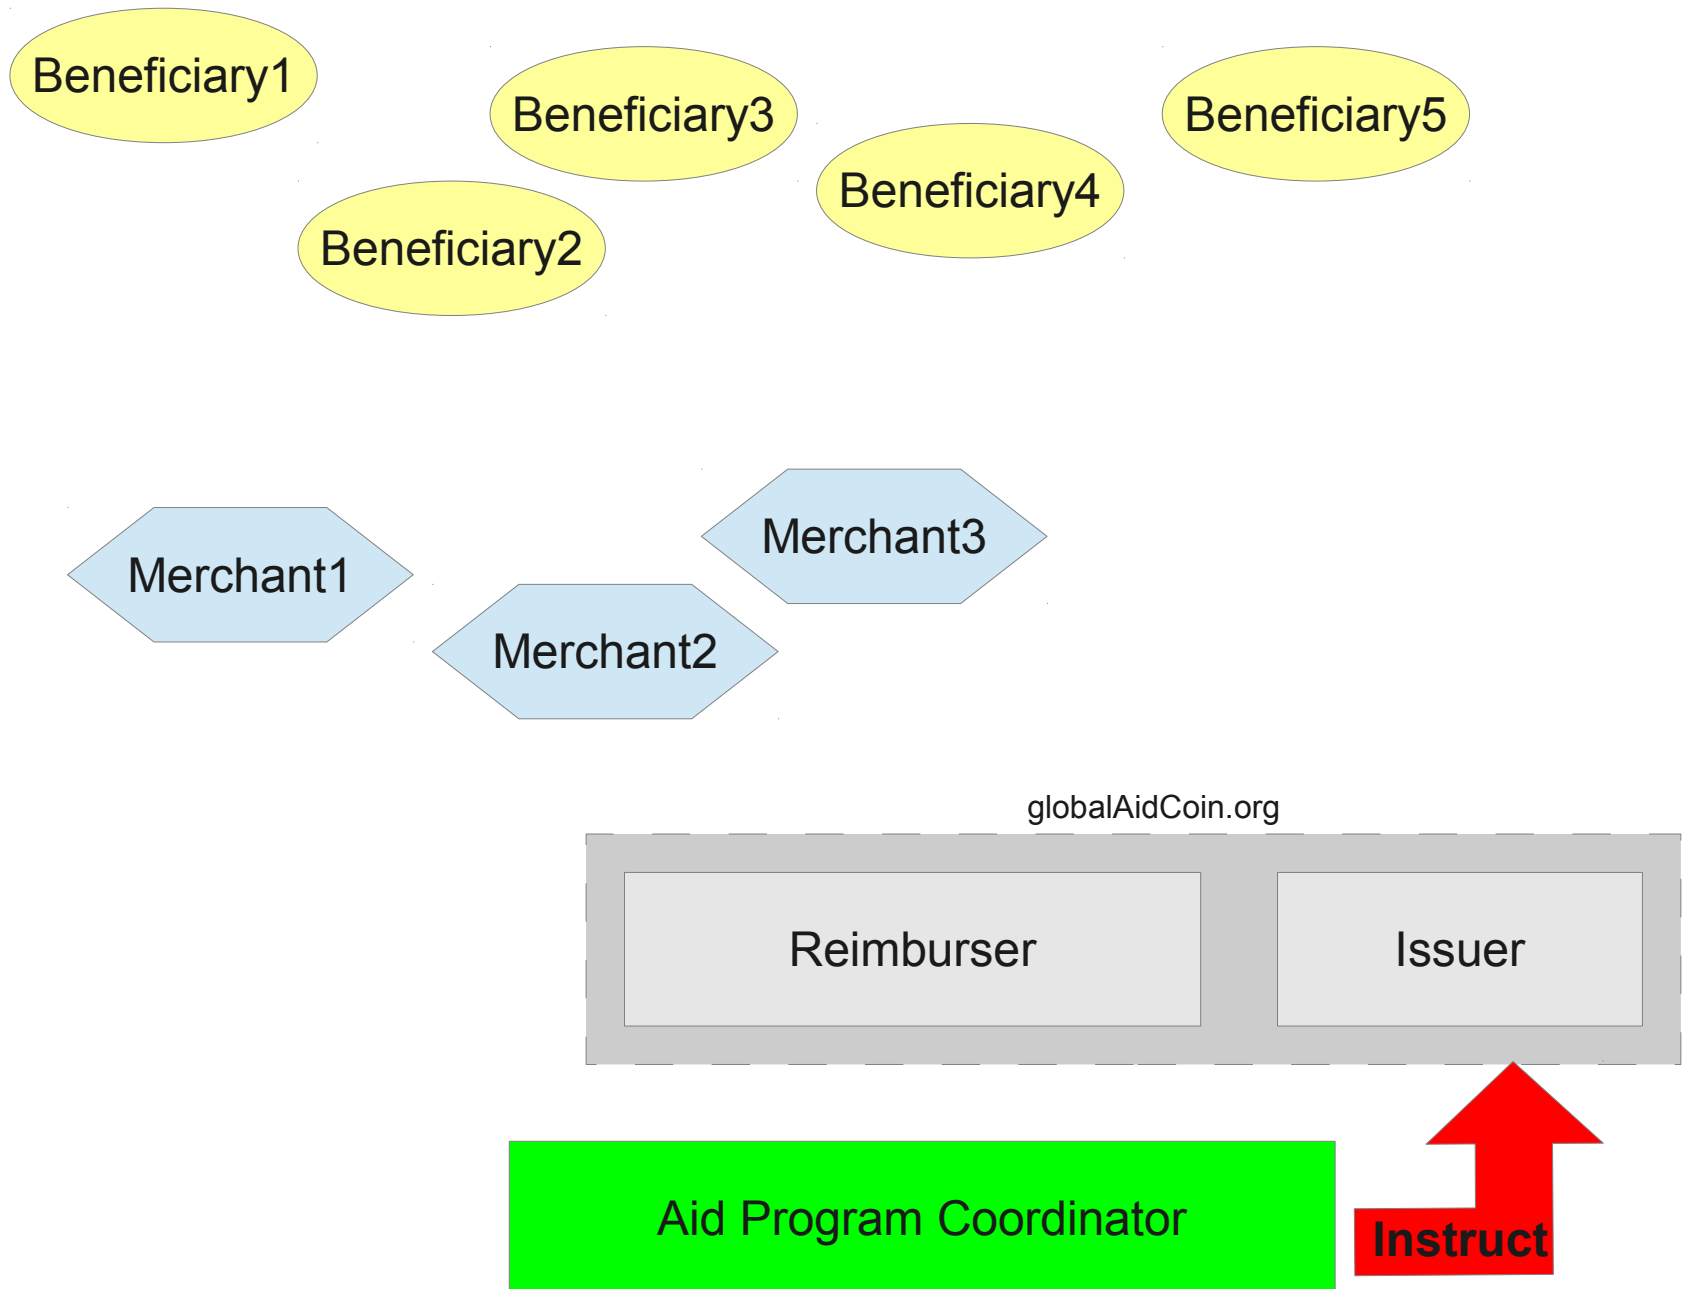 Beneficiary1
Beneficiary3
Beneficiary5
Beneficiary4
Beneficiary2
Merchant3
Merchant1
Merchant2
globalAidCoin.org
Reimburser
Issuer
Aid Program Coordinator
Instruct